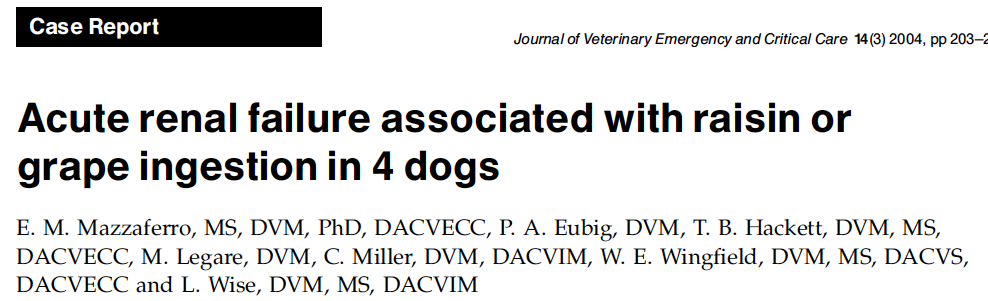 Case Report
Journal of Veterinary Emergency and Critical Care 14(3) 2004, pp 203–2
Acute renal failure associated with raisin or
grape ingestion in 4 dogs
E. M. Mazzaferro, MS, DVM, PhD, DACVECC, P. A. Eubig, DVM, T. B. Hackett, DVM, MS,
DACVECC, M. Legare, DVM, C. Miller, DVM, DACVIM, W. E. Wingfield, DVM, MS, DACVS,
DACVECC and L. Wise, DVM, MS, DACVIM